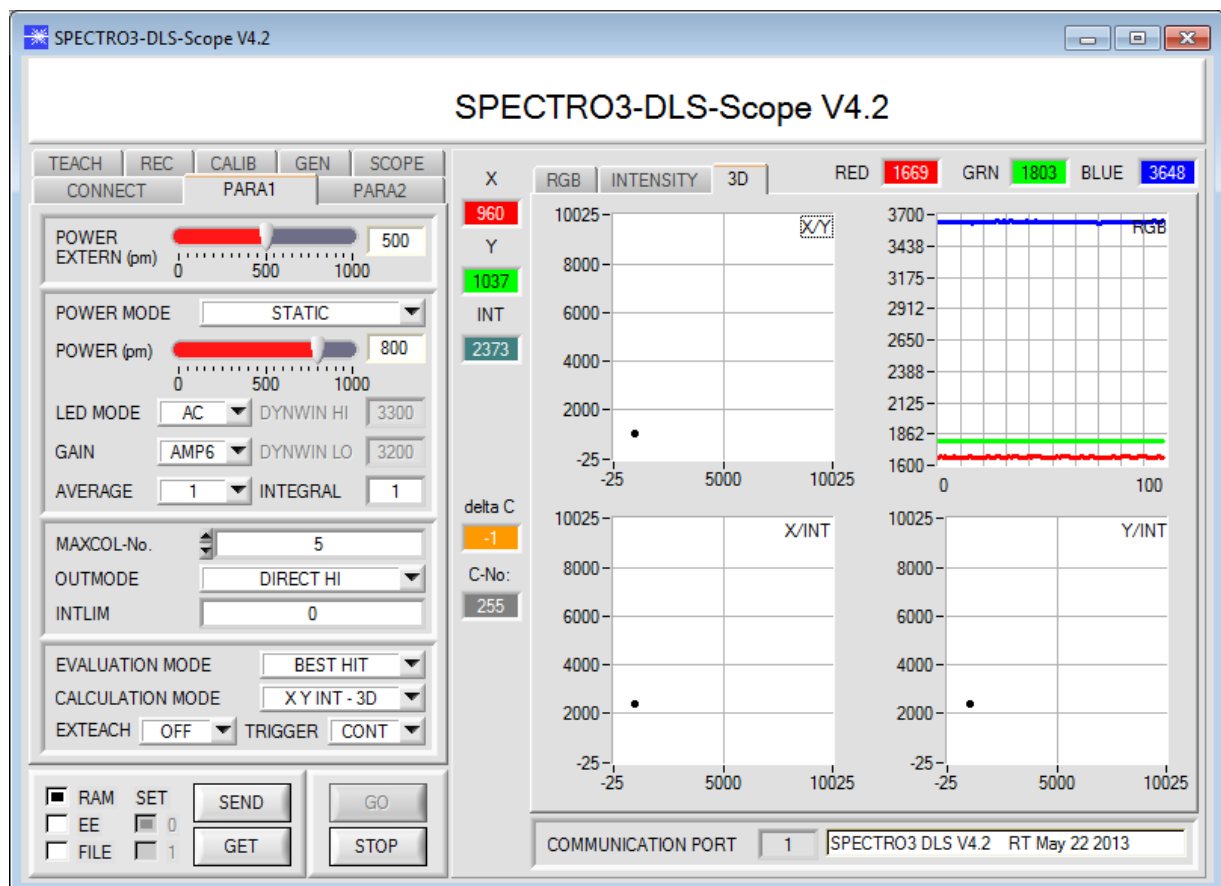 SPECTRO3-DLS-Scope V4.2
SPECTRO3-DLS-Scope V4.2
TEACH REC CALIB GEN SCOPE
CONNECT PARA1 PARA2
POWER EXTERN (pm) 500
0 500 1000
POWER MODE STATIC
POWER (pm) 800
0 500 1000
LED MODE AC DYNWIN HI 3300
GAIN AMP6 DYNWIN LO 3200
AVERAGE 1 INTEGRAL 1
MAXCOL-No. 5
OUTMODE DIRECT HI
INTLIM 0
EVALUATION MODE BEST HIT
CALCULATION MODE X Y INT - 3D
EXTEACH OFF TRIGGER CONT
RAM SET SEND GO
EE 0
FILE 1 GET STOP
X
960
Y
1037
INT
2373
delta C
-1
C-No:
255
RGB INTENSITY 3D RED 1669 GRN 1803 BLUE 3648
X/Y
10025
8000
6000
4000
2000
-25
-25 5000 10025
RGB
3700
3438
3175
2912
2650
2388
2125
1862
1600
0 100
X/INT
10025
8000
6000
4000
2000
-25
-25 5000 10025
Y/INT
10025
8000
6000
4000
2000
-25
-25 5000 10025
COMMUNICATION PORT 1 SPECTRO3 DLS V4.2 RT May 22 2013